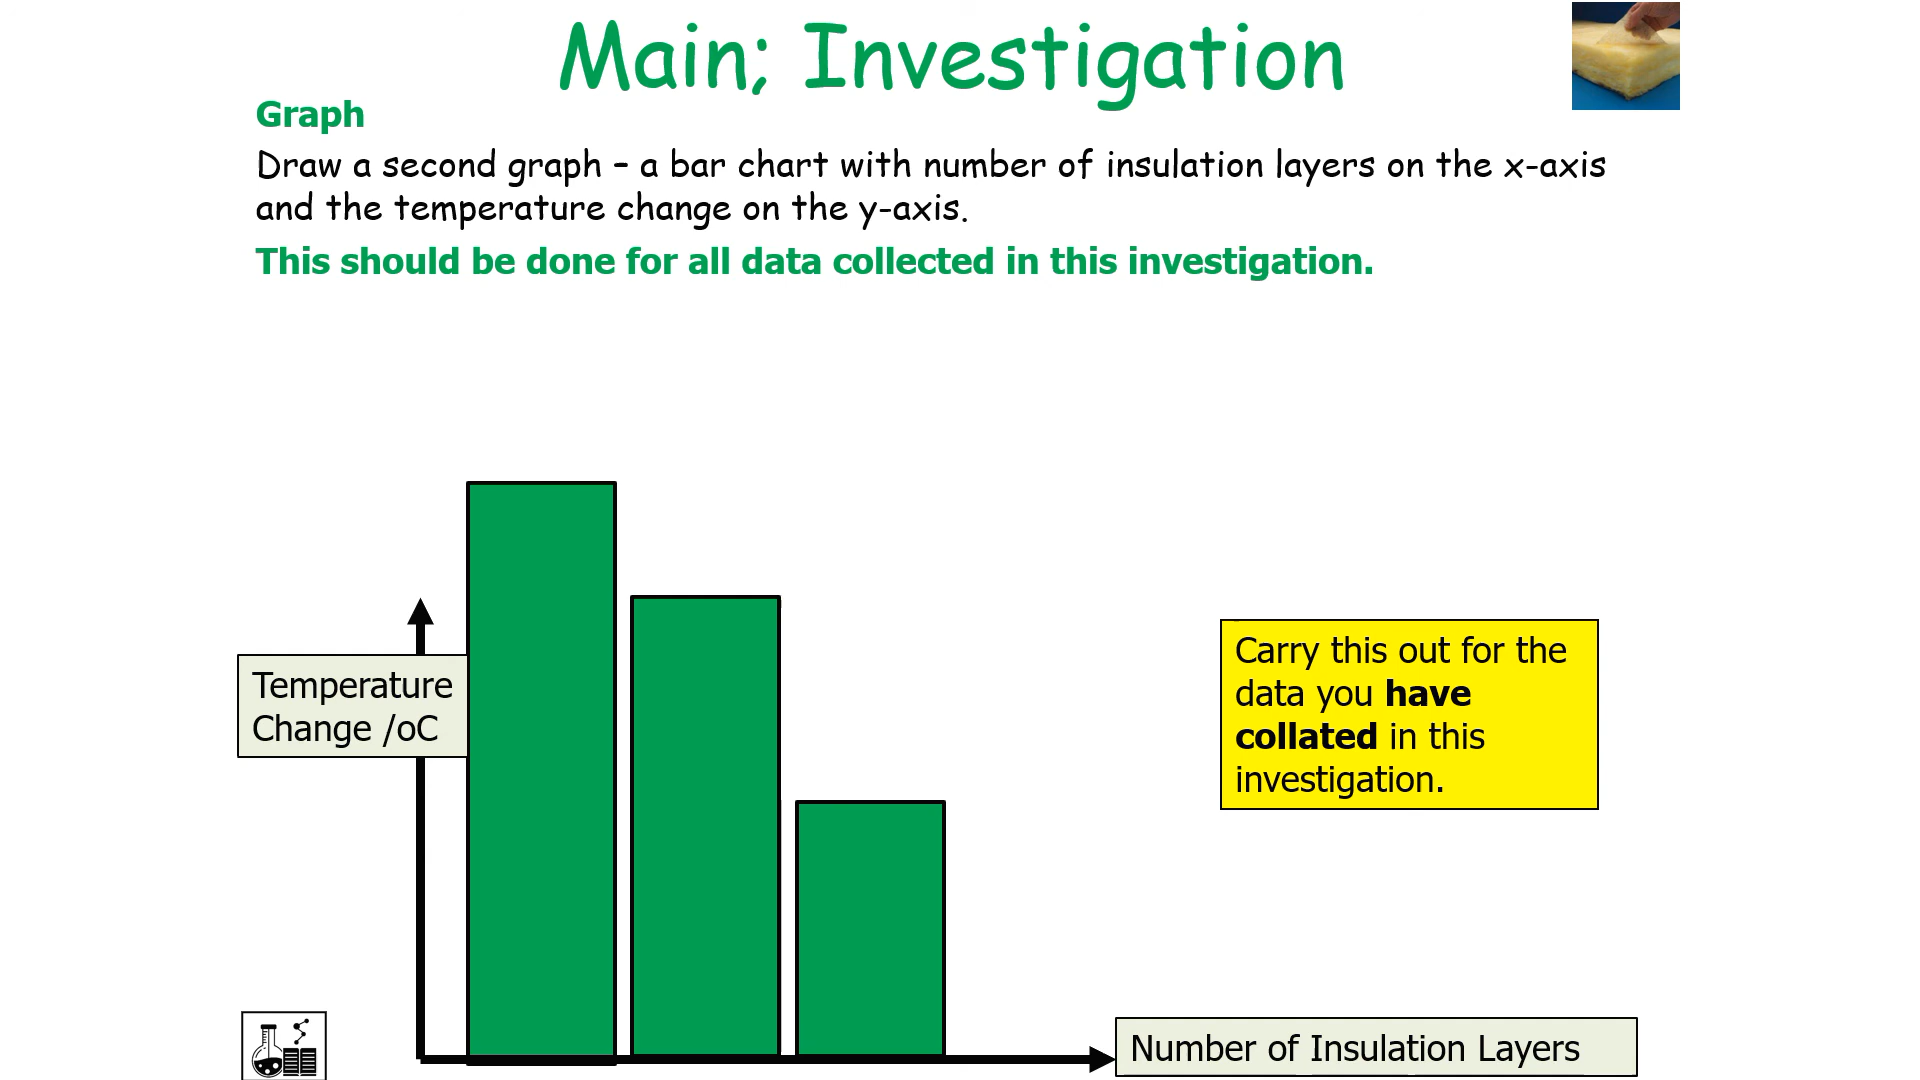 Main; Investigation
Graph
Draw a second graph – a bar chart with number of insulation layers on the x-axis
and the temperature change on the y-axis.
This should be done for all data collected in this investigation.
Temperature
Change /oC
Carry this out for the
data you have
collated in this
investigation.
Number of Insulation Layers